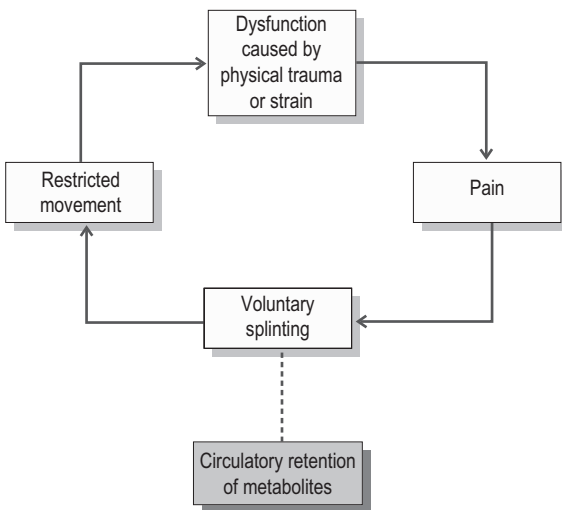 Dysfunction
caused by
physical trauma
or strain
Restricted
movement
Pain
Voluntary
splinting
Circulatory retention
of metabolites